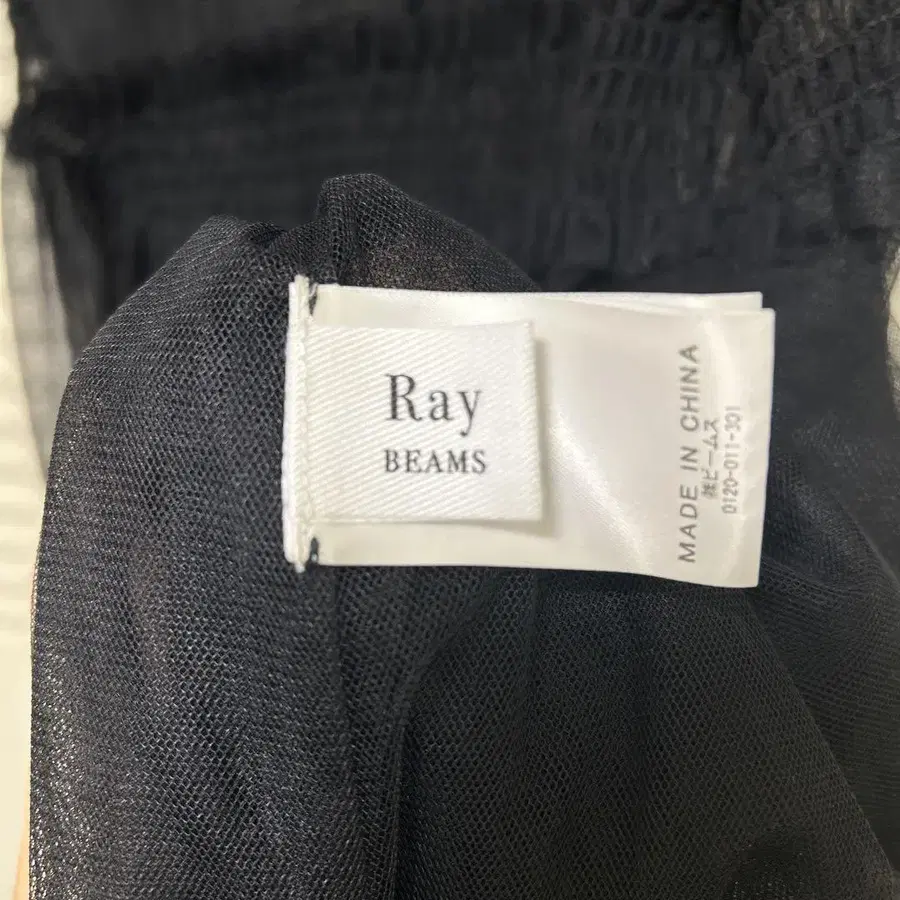 Ray
BEAMS
MADE IN CHINA
㈱ビームス
0120-011-301